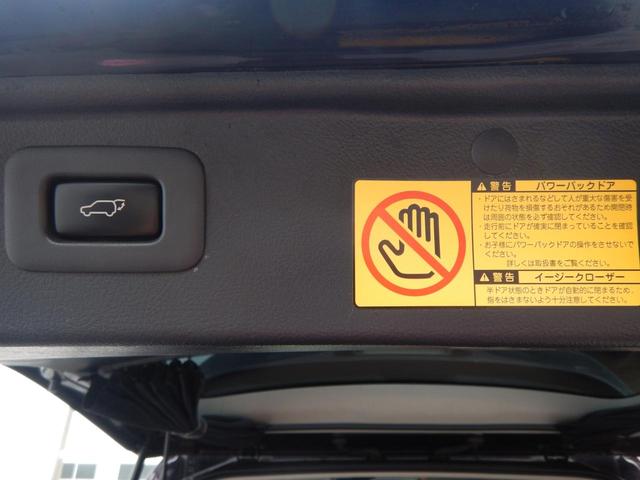 ⚠警告 パワーバックドア
・ドアにはさまれるなどして人が重大な傷害を受
けたり荷物を損傷するおそれがあるため開閉時
は周囲の状態を必ず確認してください。
・走行前にドアが確実に閉まっていることを確認
してください。
・お子様にパワーバックドアの操作をさせないで
ください。
詳しくは取扱書をご覧ください。
⚠警告 イージークローザー
半ドア状態のときドアが自動的に閉まるため、
指をはさまないよう十分注意してください。